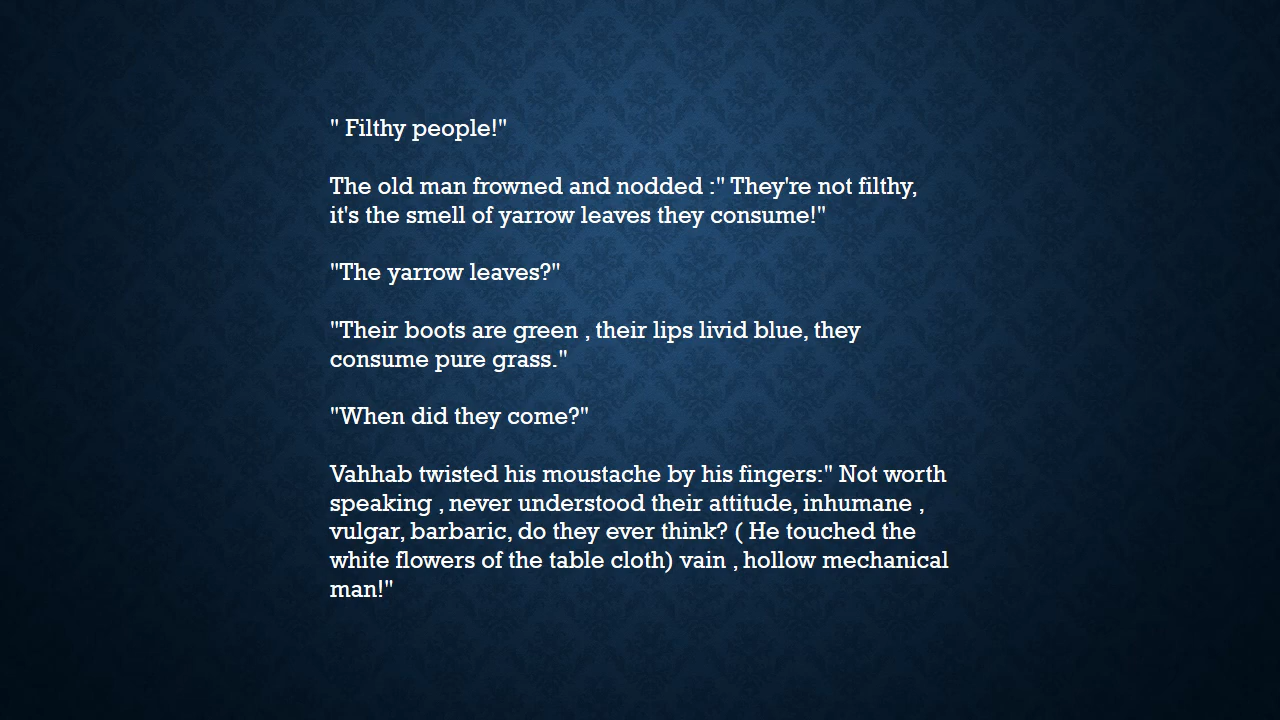 " Filthy people!"
The old man frowned and nodded :" They're not filthy,
it's the smell of yarrow leaves they consume!"
"The yarrow leaves?"
"Their boots are green , their lips livid blue, they
consume pure grass."
"When did they come?"
Vahhab twisted his moustache by his fingers:" Not worth
speaking , never understood their attitude, inhumane ,
vulgar, barbaric, do they ever think? ( He touched the
white flowers of the table cloth) vain , hollow mechanical
man!"